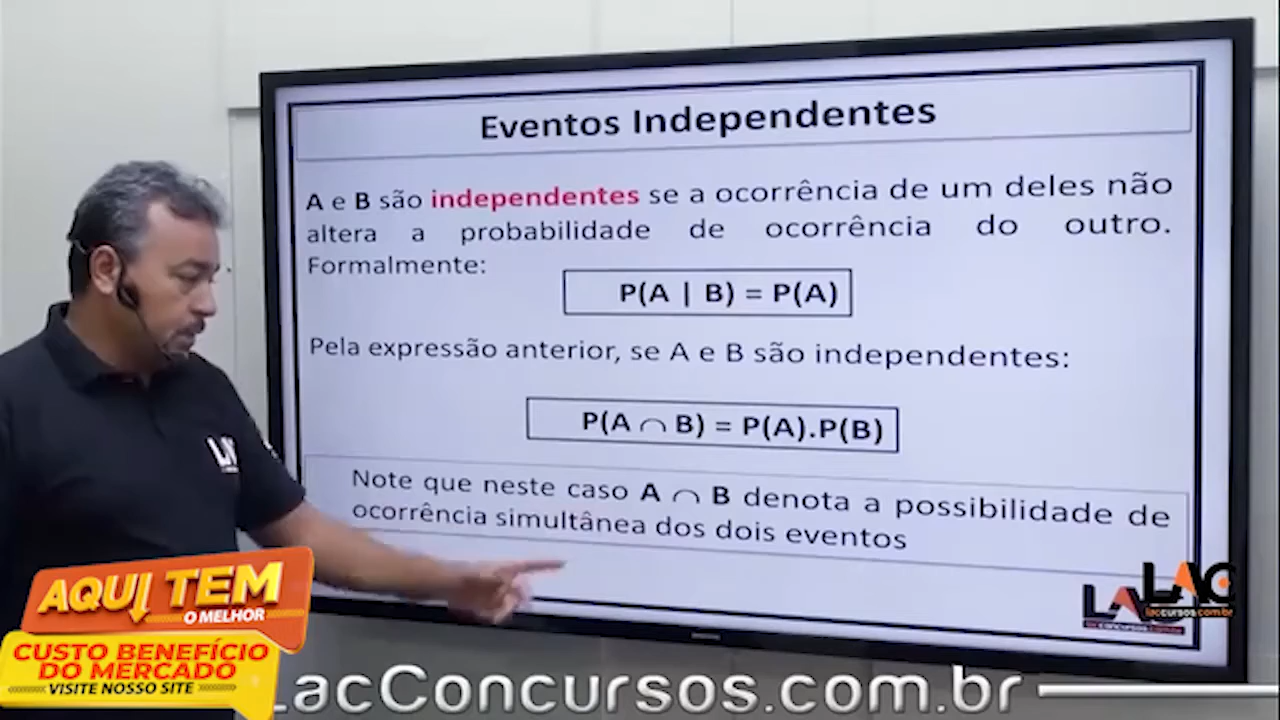 Eventos Independentes
A e B são independentes se a ocorrência de um deles não
altera a probabilidade de ocorrência do outro.
Formalmente:
P(A | B) = P(A)
Pela expressão anterior, se A e B são independentes:
P(A ∩ B) = P(A).P(B)
Note que neste caso A ∩ B denota a possibilidade de
ocorrência simultânea dos dois eventos
LAC
laccursos.com.br
AQUI TEM
O MELHOR
CUSTO BENEFÍCIO
DO MERCADO
VISITE NOSSO SITE
LacConcursos.com.br